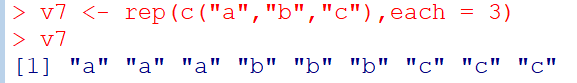 > v7 <- rep(c("a","b","c"),each = 3)
> v7
[1] "a" "a" "a" "b" "b" "b" "c" "c" "c"